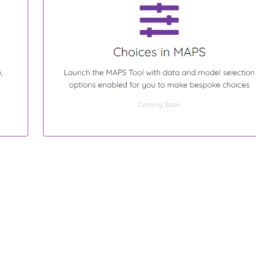 Choices in MAPS
Launch the MAPS Tool with data and model selection
options enabled for you to make bespoke choices
Coming Soon